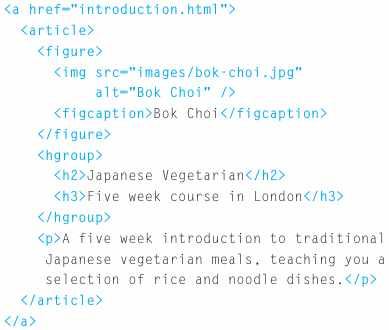 <a href="introduction.html">
<article>
<figure>
<img src="images/bok-choi.jpg"
alt="Bok Choi" />
<figcaption>Bok Choi</figcaption>
</figure>
<hgroup>
<h2>Japanese Vegetarian</h2>
<h3>Five week course in London</h3>
</hgroup>
<p>A five week introduction to traditional
Japanese vegetarian meals, teaching you a
selection of rice and noodle dishes.</p>
</article>
</a>